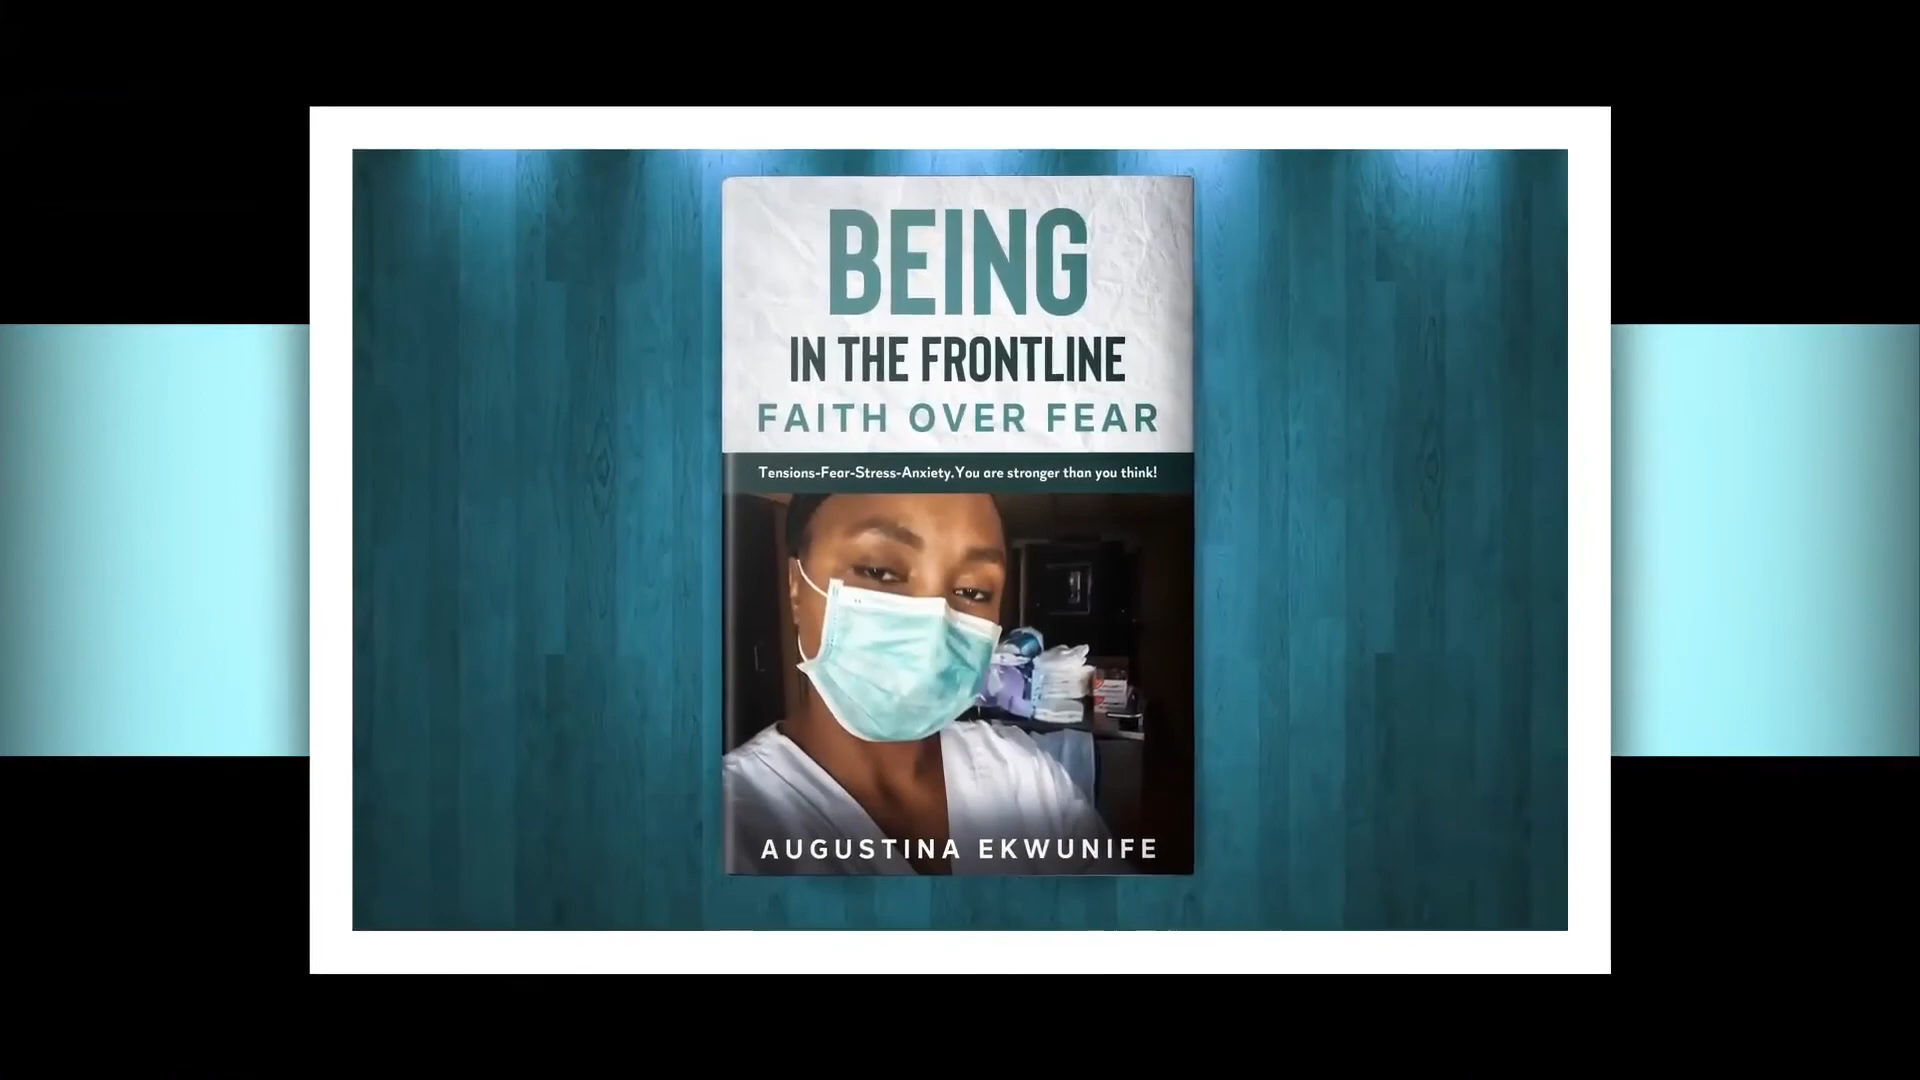 BEING
IN THE FRONTLINE
FAITH OVER FEAR
Tensions-Fear-Stress-Anxiety.You are stronger than you think!
AUGUSTINA EKWUNIFE